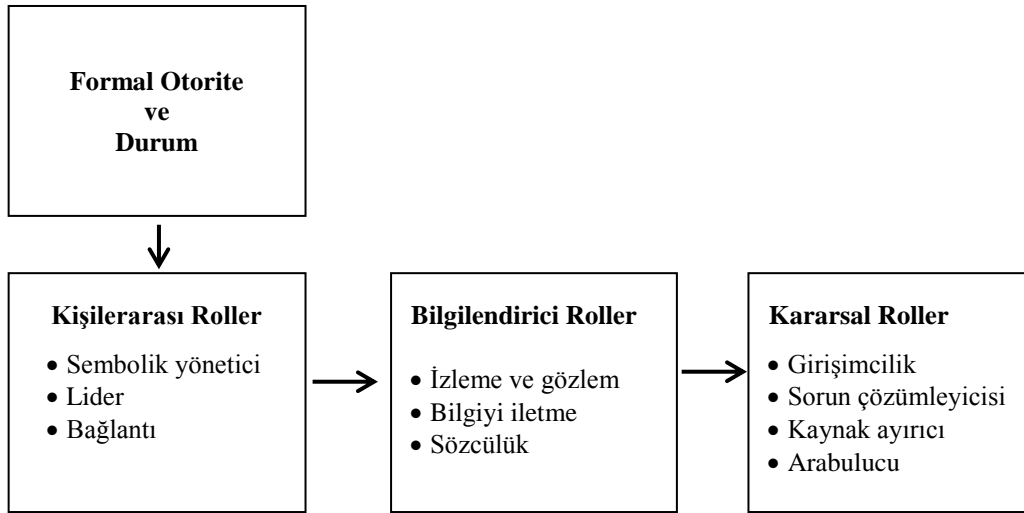 Formal Otorite
ve
Durum
Kişilerarası Roller
• Sembolik yönetici
• Lider
• Bağlantı
Bilgilendirici Roller
• İzleme ve gözlem
• Bilgiyi iletme
• Sözcülük
Kararsal Roller
• Girişimcilik
• Sorun çözümleyicisi
• Kaynak ayırıcı
• Arabulucu